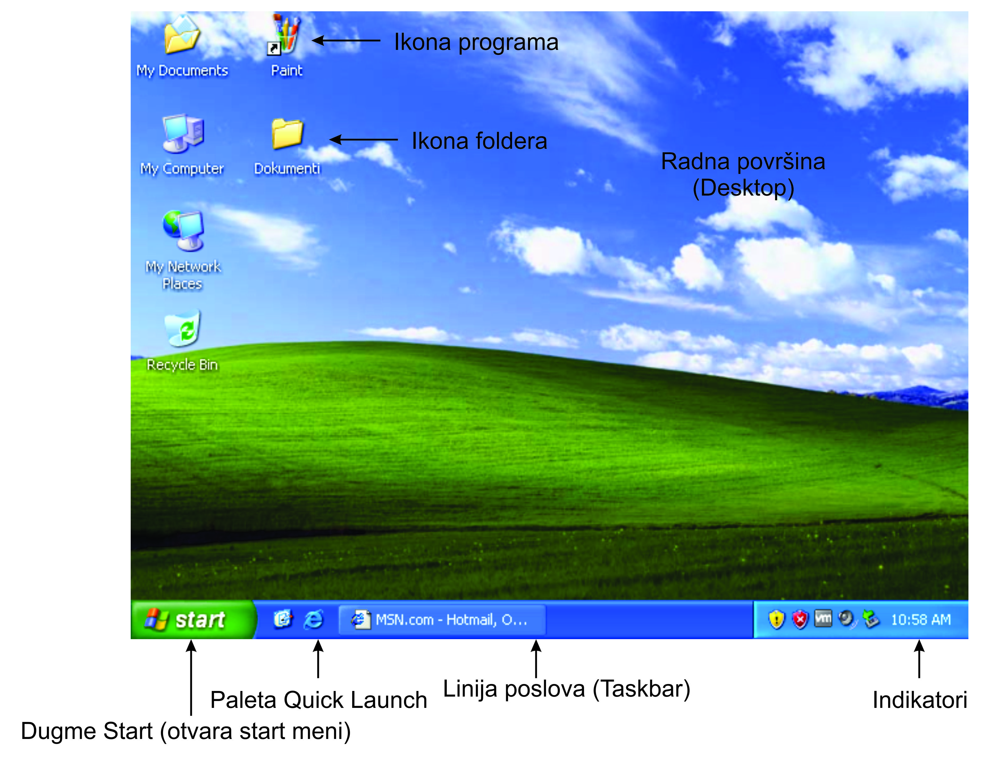 My Documents
Paint
Ikona programa
My Computer
Dokumenti
Ikona foldera
Radna površina
(Desktop)
My Network
Places
Recycle Bin
start
MSN.com - Hotmail, O...
vm
10:58 AM
Paleta Quick Launch
Linija poslova (Taskbar)
Indikatori
Dugme Start (otvara start meni)